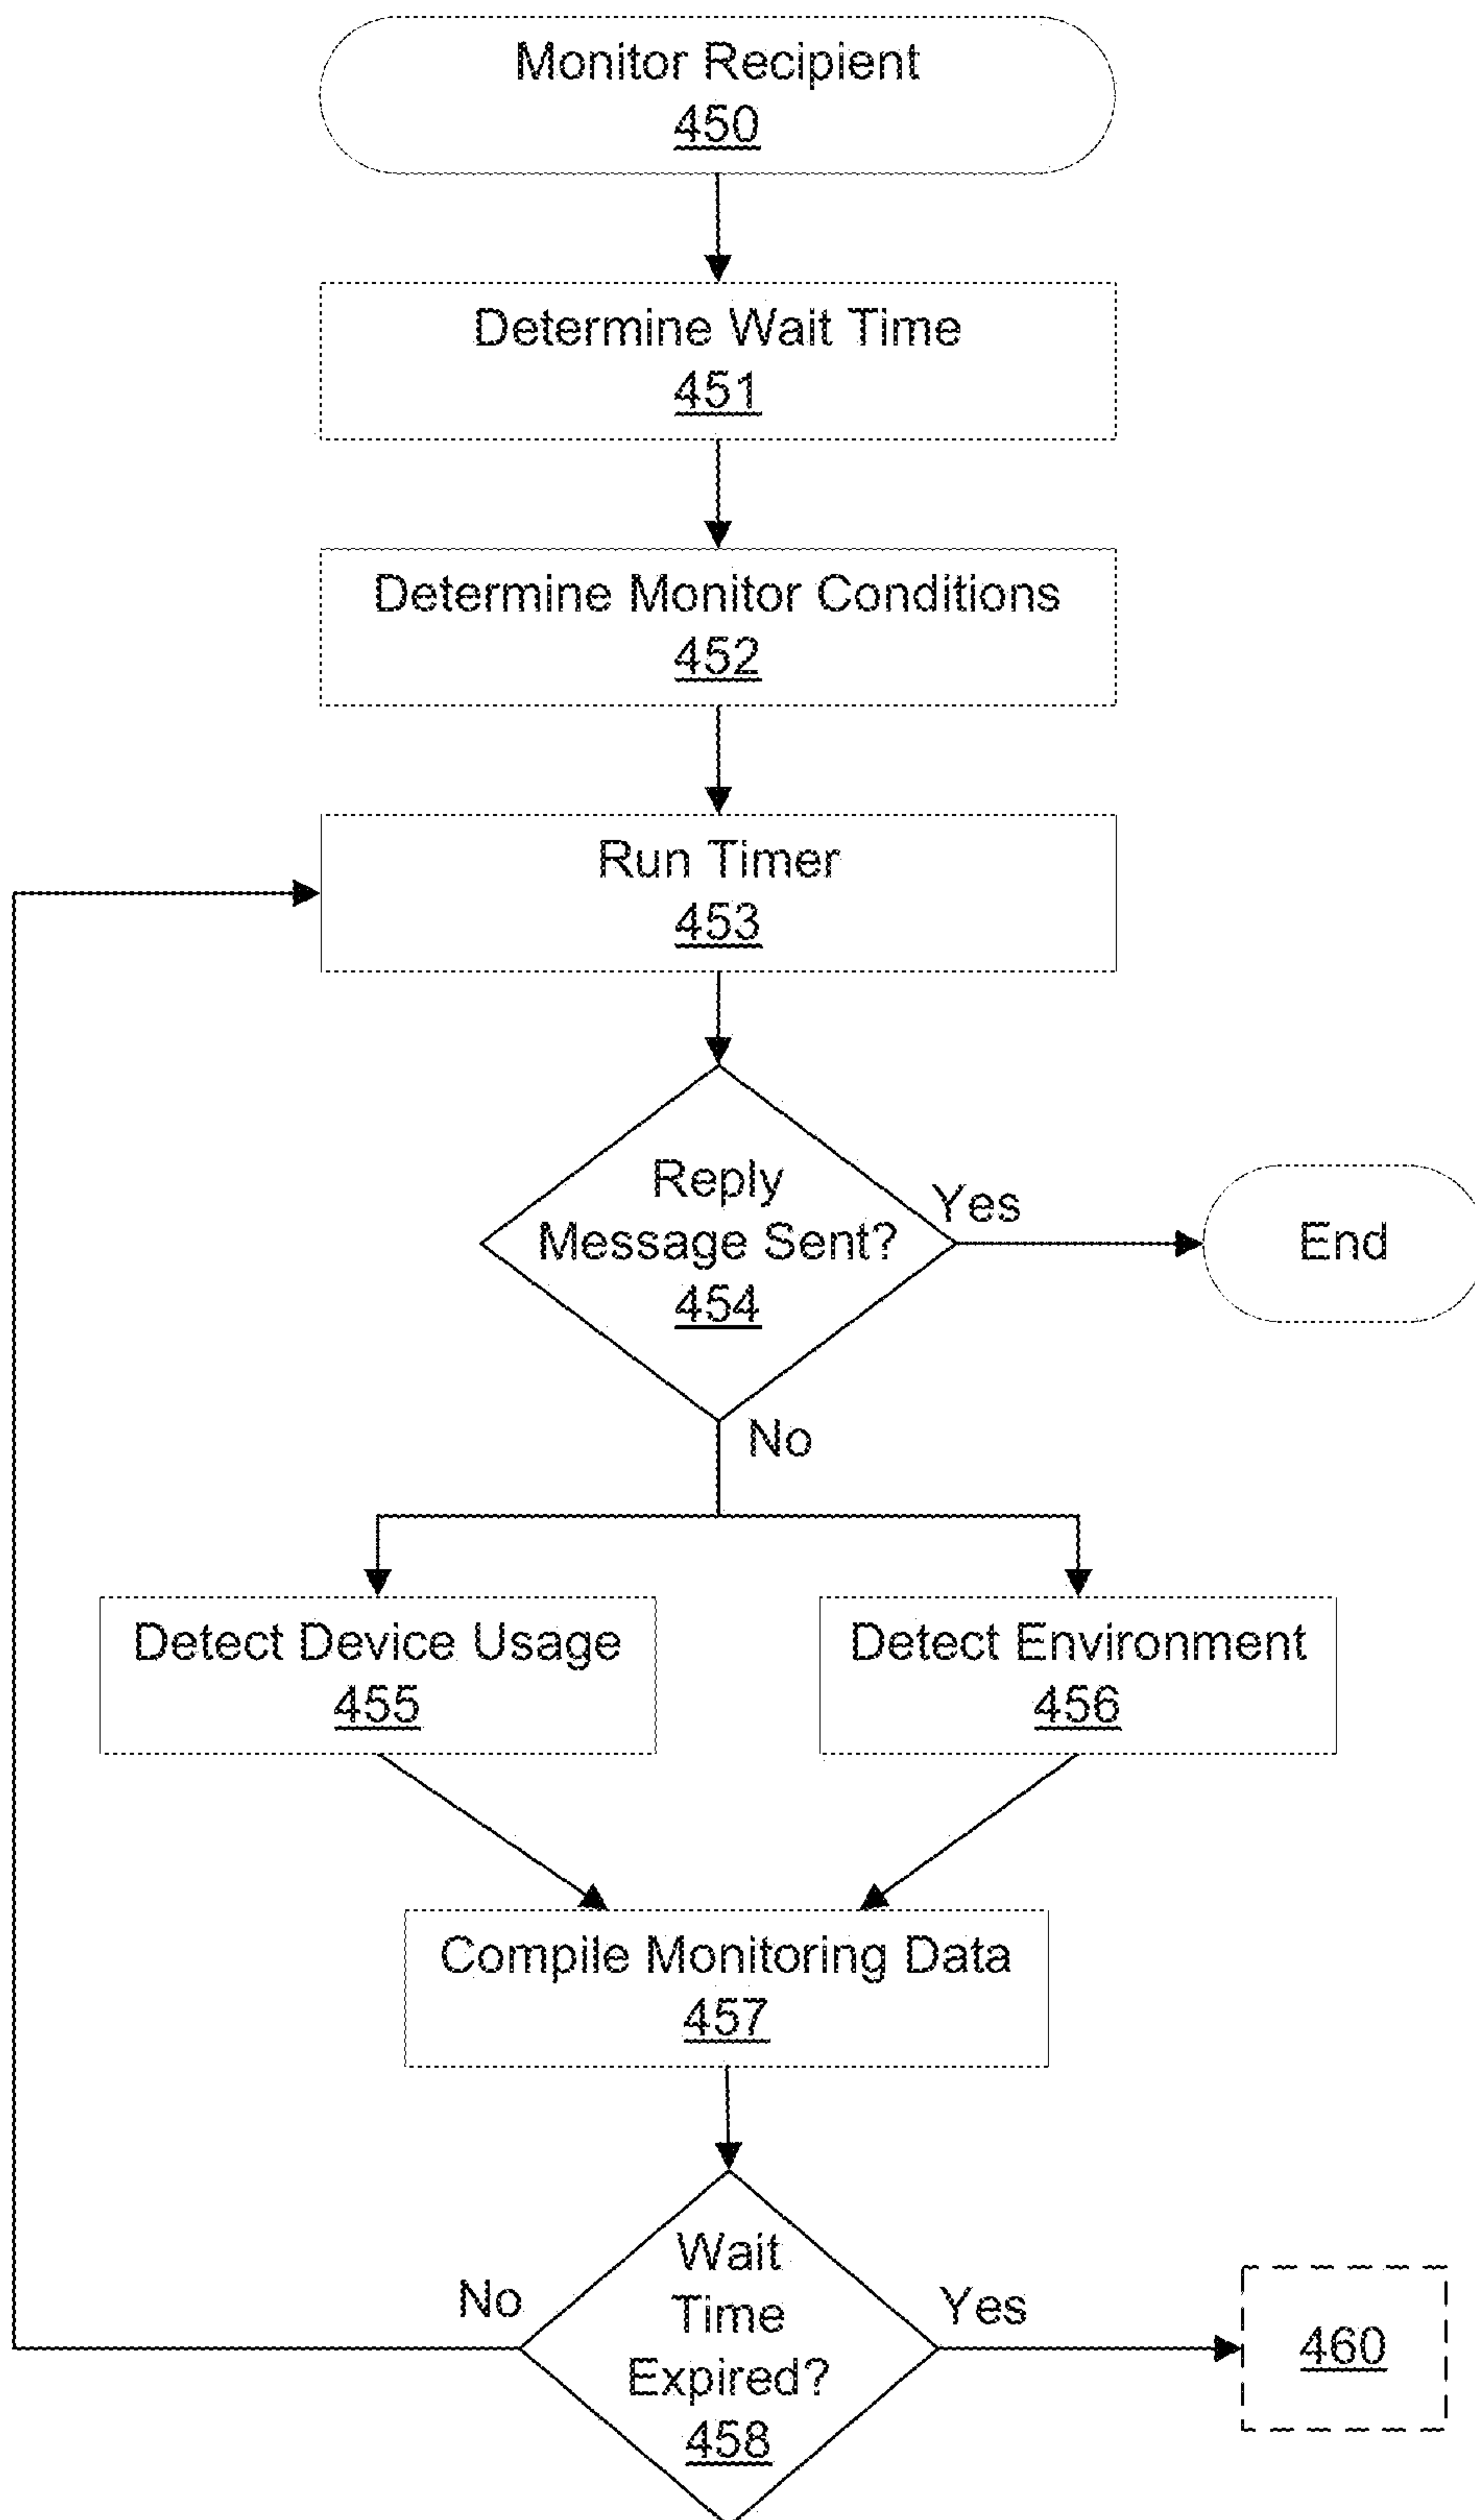 Monitor Recipient
450
Determine Wait Time
451
Determine Monitor Conditions
452
Run Timer
453
Reply
Message Sent?
454
Yes
End
No
Detect Device Usage
455
Detect Environment
456
Compile Monitoring Data
457
Wait
Time
Expired?
458
No
Yes
460